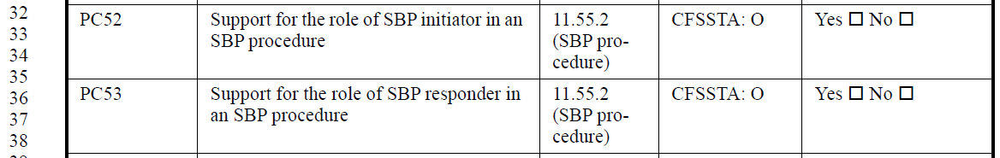 32
33
34
35
36
37
38
PC52 Support for the role of SBP initiator in an 11.55.2 CFSSTA: O Yes ☐ No ☐
SBP procedure (SBP pro-
cedure)
PC53 Support for the role of SBP responder in 11.55.2 CFSSTA: O Yes ☐ No ☐
an SBP procedure (SBP pro-
cedure)